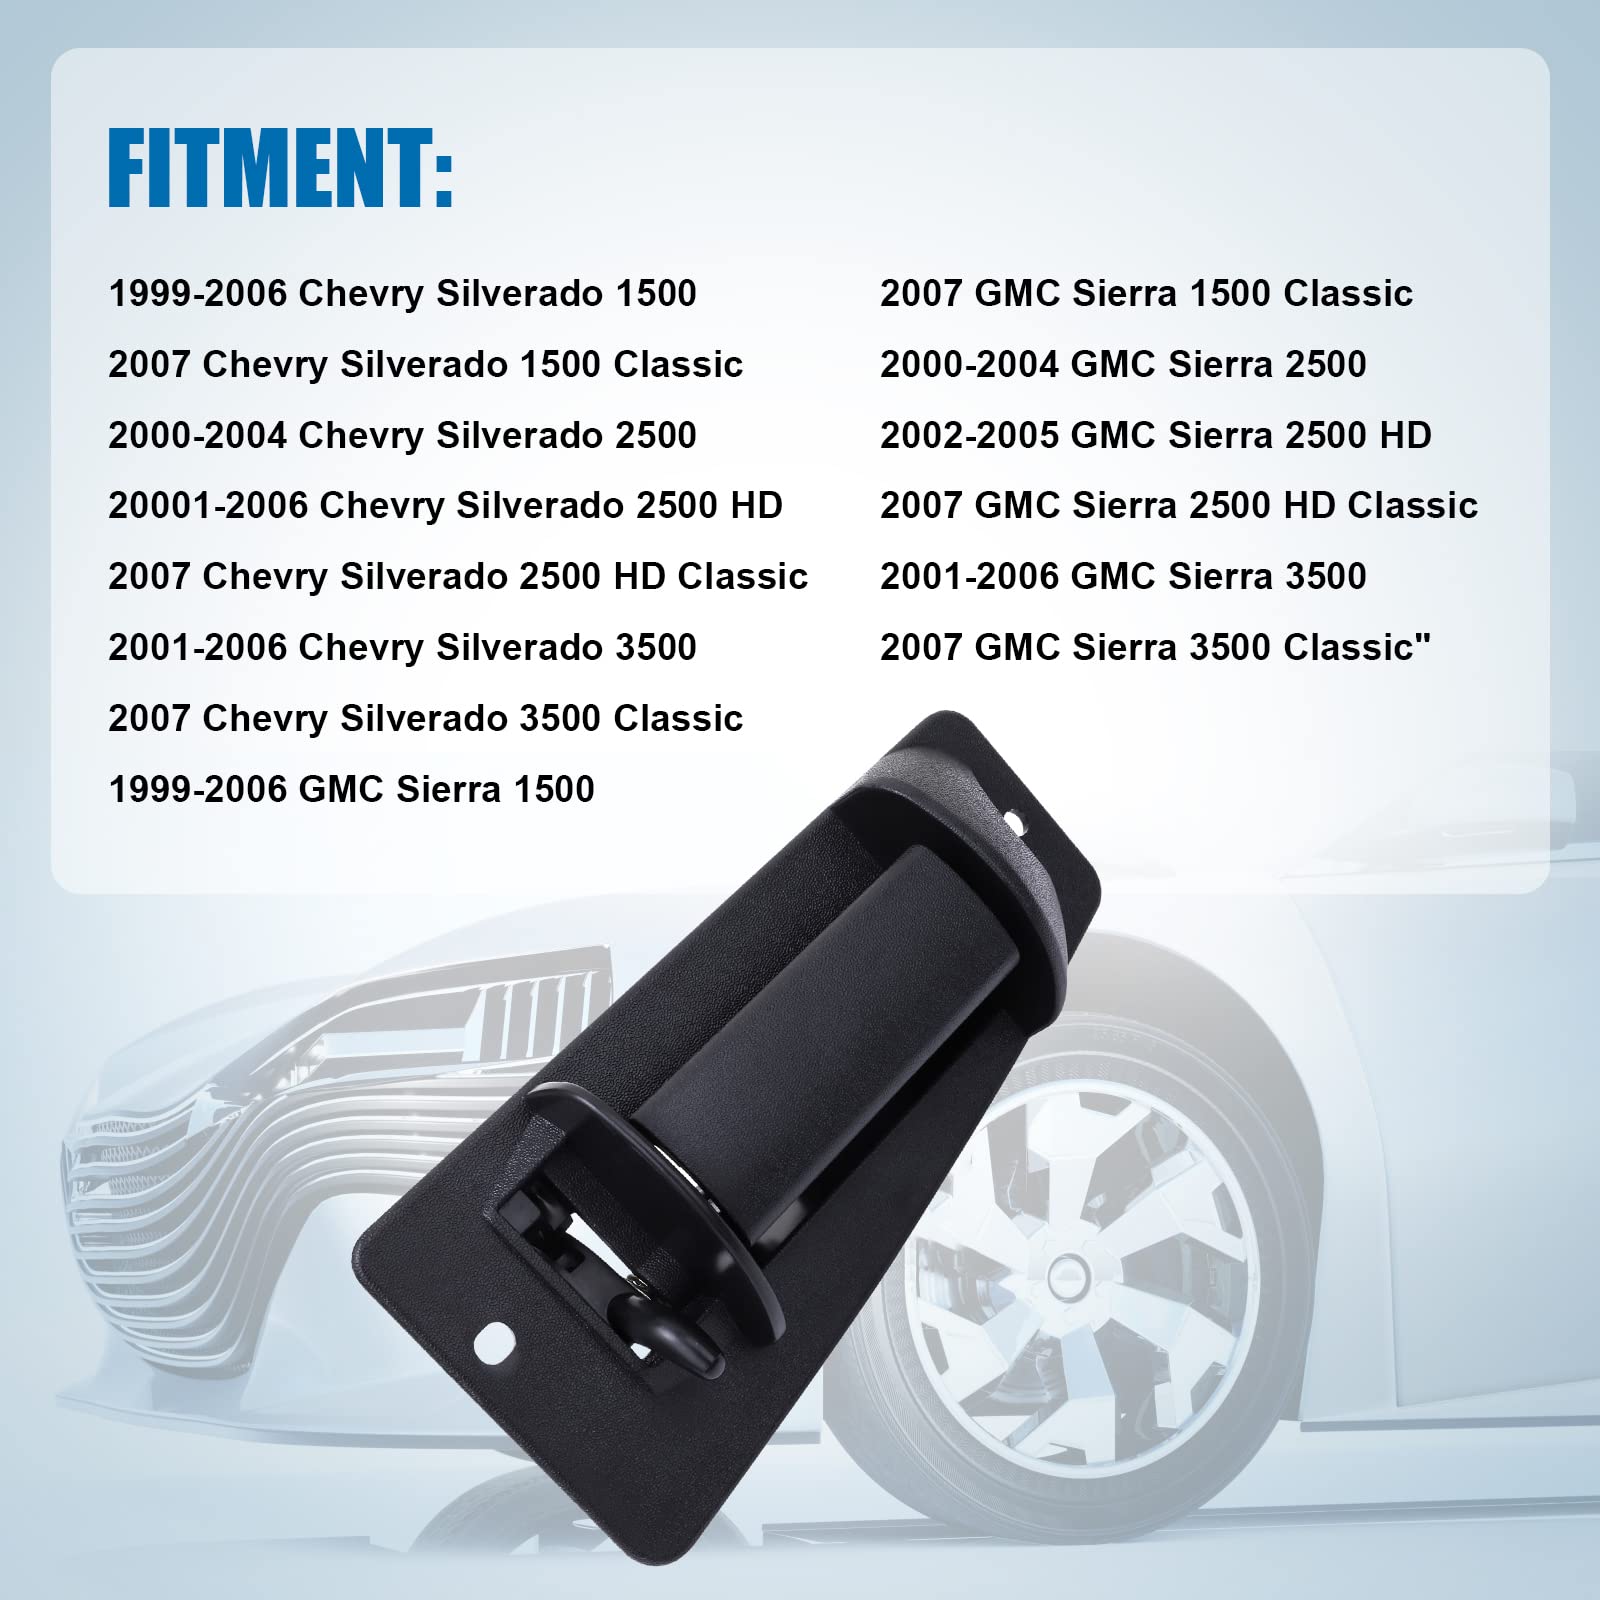 FITMENT:
1999-2006 Chevry Silverado 1500
2007 Chevry Silverado 1500 Classic
2000-2004 Chevry Silverado 2500
20001-2006 Chevry Silverado 2500 HD
2007 Chevry Silverado 2500 HD Classic
2001-2006 Chevry Silverado 3500
2007 Chevry Silverado 3500 Classic
1999-2006 GMC Sierra 1500
2007 GMC Sierra 1500 Classic
2000-2004 GMC Sierra 2500
2002-2005 GMC Sierra 2500 HD
2007 GMC Sierra 2500 HD Classic
2001-2006 GMC Sierra 3500
2007 GMC Sierra 3500 Classic"